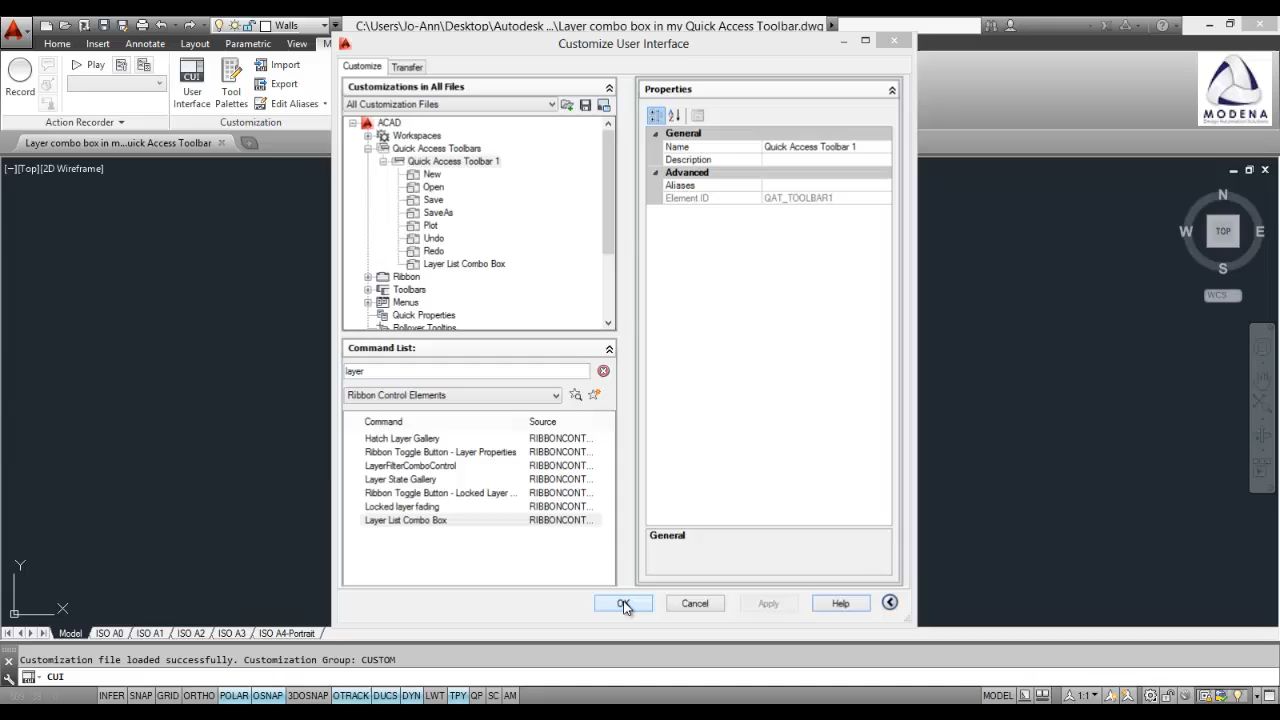 Walls
C:\Users\Jo-Ann\Desktop\Autodesk ...\Layer combo box in my Quick Access Toolbar.dwg
Home Insert Annotate Layout Parametric View M
Customize User Interface
Record
Play
User Interface
Tool Palettes
Import
Export
Edit Aliases
Action Recorder
Customization
MODENA
Layer combo box in m...uick Access Toolbar
[−][Top][2D Wireframe]
Customize Transfer
Customizations in All Files
All Customization Files
ACAD
Workspaces
Quick Access Toolbars
Quick Access Toolbar 1
New
Open
Save
SaveAs
Plot
Undo
Redo
Layer List Combo Box
Ribbon
Toolbars
Menus
Quick Properties
Rollover Tooltips
Command List:
layer
Ribbon Control Elements
Command Source
Hatch Layer Gallery RIBBONCONT...
Ribbon Toggle Button - Layer Properties RIBBONCONT...
LayerFilterComboControl RIBBONCONT...
Layer State Gallery RIBBONCONT...
Ribbon Toggle Button - Locked Layer ... RIBBONCONT...
Locked layer fading RIBBONCONT...
Layer List Combo Box RIBBONCONT...
Properties
General
Name Quick Access Toolbar 1
Description
Advanced
Aliases
Element ID QAT_TOOLBAR1
General
OK Cancel Apply Help
N
W TOP E
S
WCS
Y
X
Model ISO A0 ISO A1 ISO A2 ISO A3 ISO A4-Portrait
Customization file loaded successfully. Customization Group: CUSTOM
CUI
INFER SNAP GRID ORTHO POLAR OSNAP 3DOSNAP OTRACK DUCS DYN LWT TPY QP SC AM
MODEL 1:1